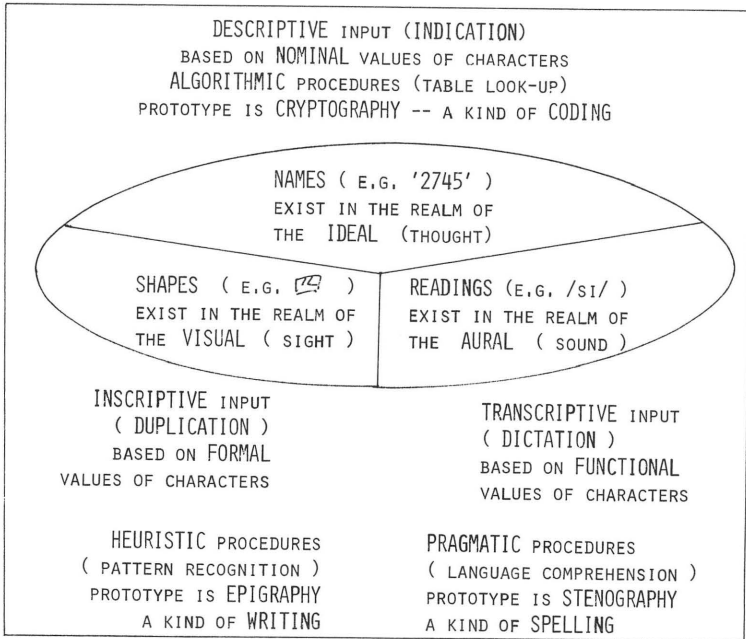 DESCRIPTIVE INPUT (INDICATION)
BASED ON NOMINAL VALUES OF CHARACTERS
ALGORITHMIC PROCEDURES (TABLE LOOK-UP)
PROTOTYPE IS CRYPTOGRAPHY -- A KIND OF CODING
NAMES ( E.G. '2745' )
EXIST IN THE REALM OF
THE IDEAL (THOUGHT)
SHAPES ( E.G. )
EXIST IN THE REALM OF
THE VISUAL ( SIGHT )
READINGS (E.G. /SI/ )
EXIST IN THE REALM OF
THE AURAL ( SOUND )
INSCRIPTIVE INPUT
( DUPLICATION )
BASED ON FORMAL
VALUES OF CHARACTERS
TRANSCRIPTIVE INPUT
( DICTATION )
BASED ON FUNCTIONAL
VALUES OF CHARACTERS
HEURISTIC PROCEDURES
( PATTERN RECOGNITION )
PROTOTYPE IS EPIGRAPHY
A KIND OF WRITING
PRAGMATIC PROCEDURES
( LANGUAGE COMPREHENSION )
PROTOTYPE IS STENOGRAPHY
A KIND OF SPELLING